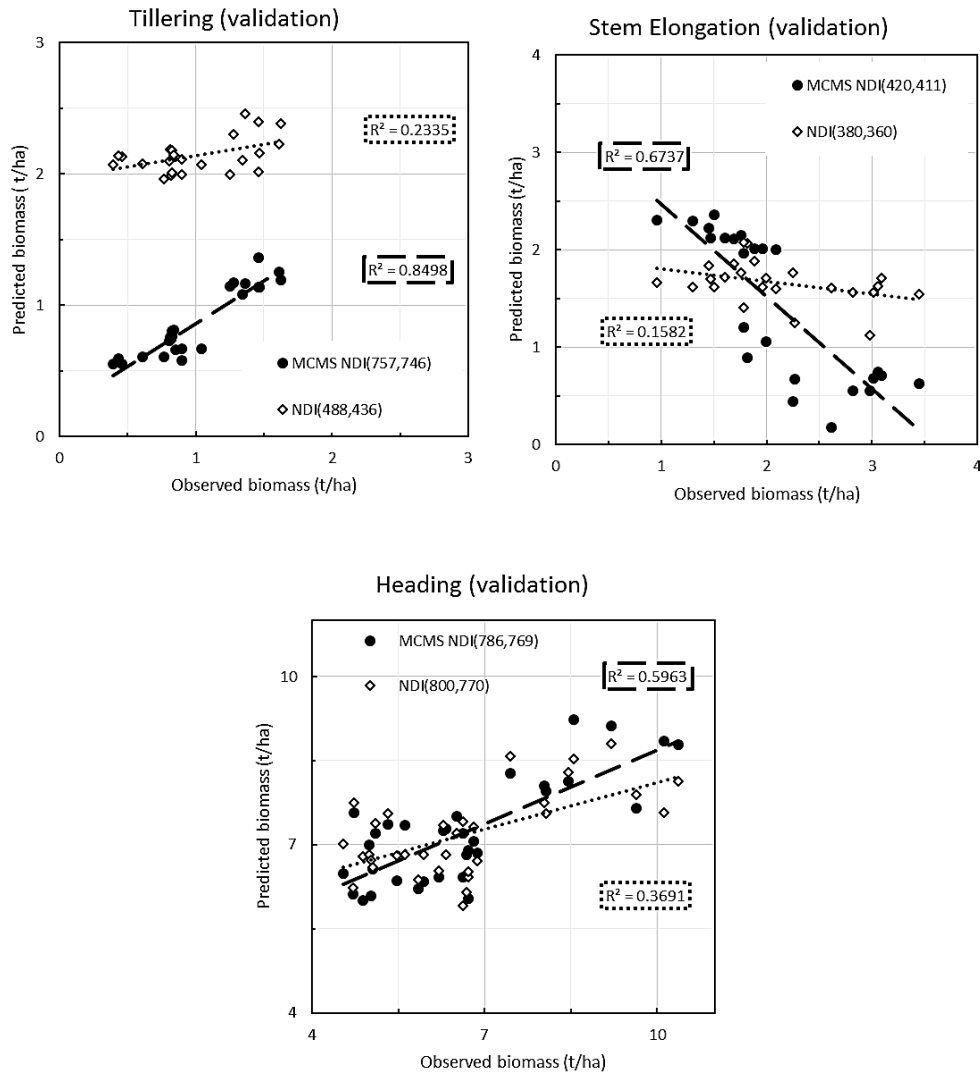 Tillering (validation)
3
2
1
0
0
1
2
3
Predicted biomass ( t/ha)
Observed biomass (t/ha)
R² = 0.2335
R² = 0.8498
MCMS NDI(757,746)
NDI(488,436)
Stem Elongation (validation)
4
3
2
1
0
0
1
2
3
4
Predicted biomass (t/ha)
Observed biomass (t/ha)
MCMS NDI(420,411)
NDI(380,360)
R² = 0.6737
R² = 0.1582
Heading (validation)
10
7
4
4
7
10
Predicted biomass (t/ha)
Observed biomass (t/ha)
MCMS NDI(786,769)
NDI(800,770)
R² = 0.5963
R² = 0.3691